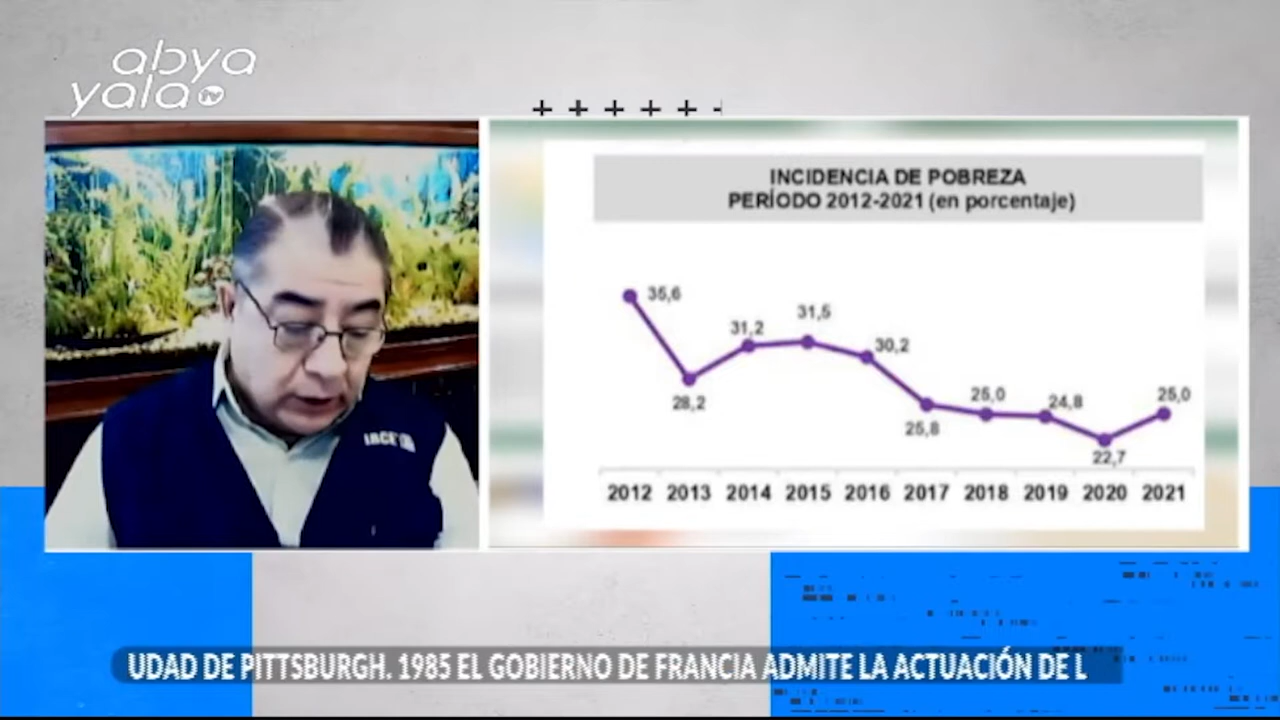 abya
yala tv
INCIDENCIA DE POBREZA
PERÍODO 2012-2021 (en porcentaje)
35,6
28,2
31,2
31,5
30,2
25,8
25,0
24,8
22,7
25,0
2012 2013 2014 2015 2016 2017 2018 2019 2020 2021
UDAD DE PITTSBURGH. 1985 EL GOBIERNO DE FRANCIA ADMITE LA ACTUACIÓN DE L